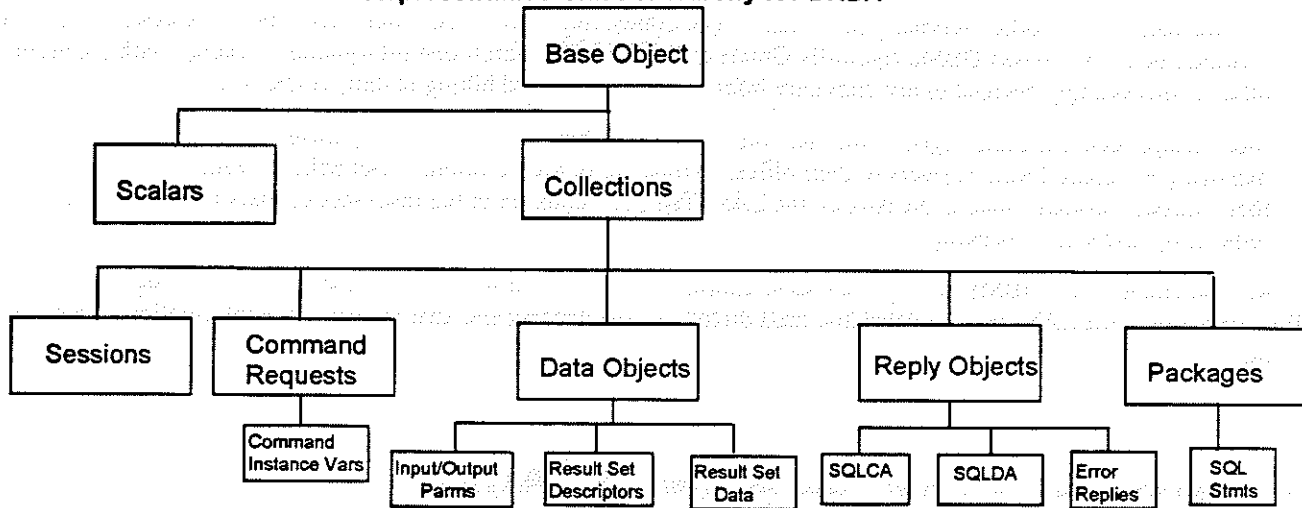 Base Object
Scalars
Collections
Sessions
Command
Requests
Data Objects
Reply Objects
Packages
Command
Instance Vars
Input/Output
Parms
Result Set
Descriptors
Result Set
Data
SQLCA
SQLDA
Error
Replies
SQL
Stmts